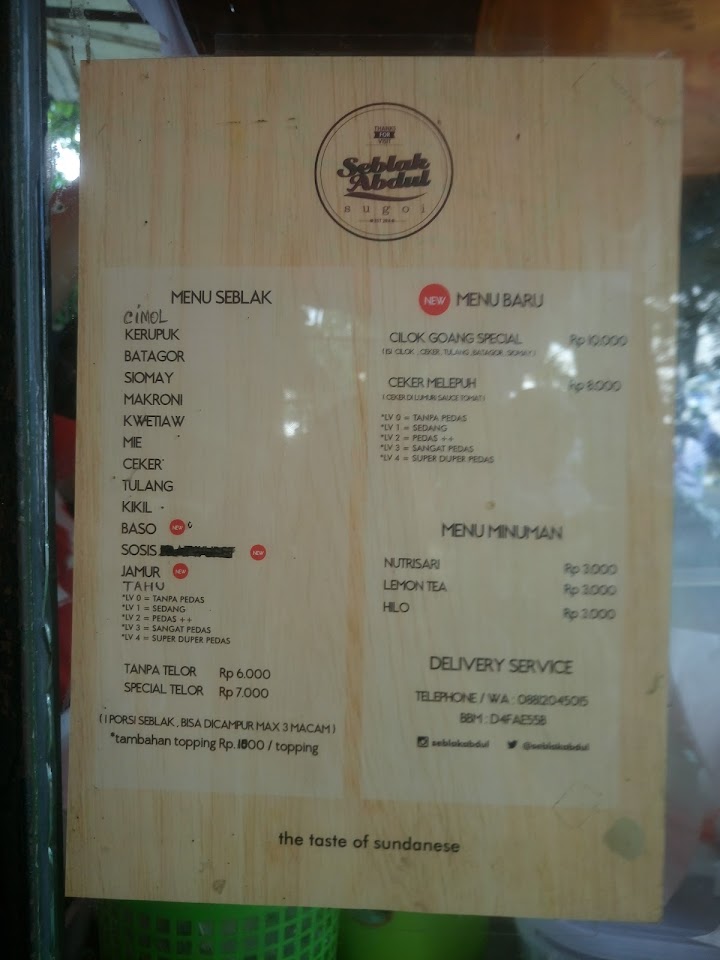 THANKS
FOR
VISIT
Seblak
Abdul
sugoi
MENU SEBLAK
CIMOL
KERUPUK
BATAGOR
SIOMAY
MAKRONI
KWETIAW
MIE
CEKER
TULANG
KIKIL
BASO NEW
SOSIS NEW
JAMUR NEW
TAHU
*LV 0 = TANPA PEDAS
*LV 1 = SEDANG
*LV 2 = PEDAS ++
*LV 3 = SANGAT PEDAS
*LV 4 = SUPER DUPER PEDAS
TANPA TELOR Rp 6.000
SPECIAL TELOR Rp 7.000
( 1 PORSI SEBLAK , BISA DICAMPUR MAX 3 MACAM )
*tambahan topping Rp.1500 / topping
NEW MENU BARU
CILOK GOANG SPECIAL Rp 10.000
( ISI CILOK , CEKER, TULANG, BATAGOR, SIOMAY )
CEKER MELEPUH Rp 8.000
( CEKER DI LUMURI SAUCE TOMAT )
*LV 0 = TANPA PEDAS
*LV 1 = SEDANG
*LV 2 = PEDAS ++
*LV 3 = SANGAT PEDAS
*LV 4 = SUPER DUPER PEDAS
MENU MINUMAN
NUTRISARI Rp 3.000
LEMON TEA Rp 3.000
HILO Rp 3.000
DELIVERY SERVICE
TELEPHONE / WA : 08812045015
BBM : D4FAE55B
seblakabdul @seblakabdul
the taste of sundanese